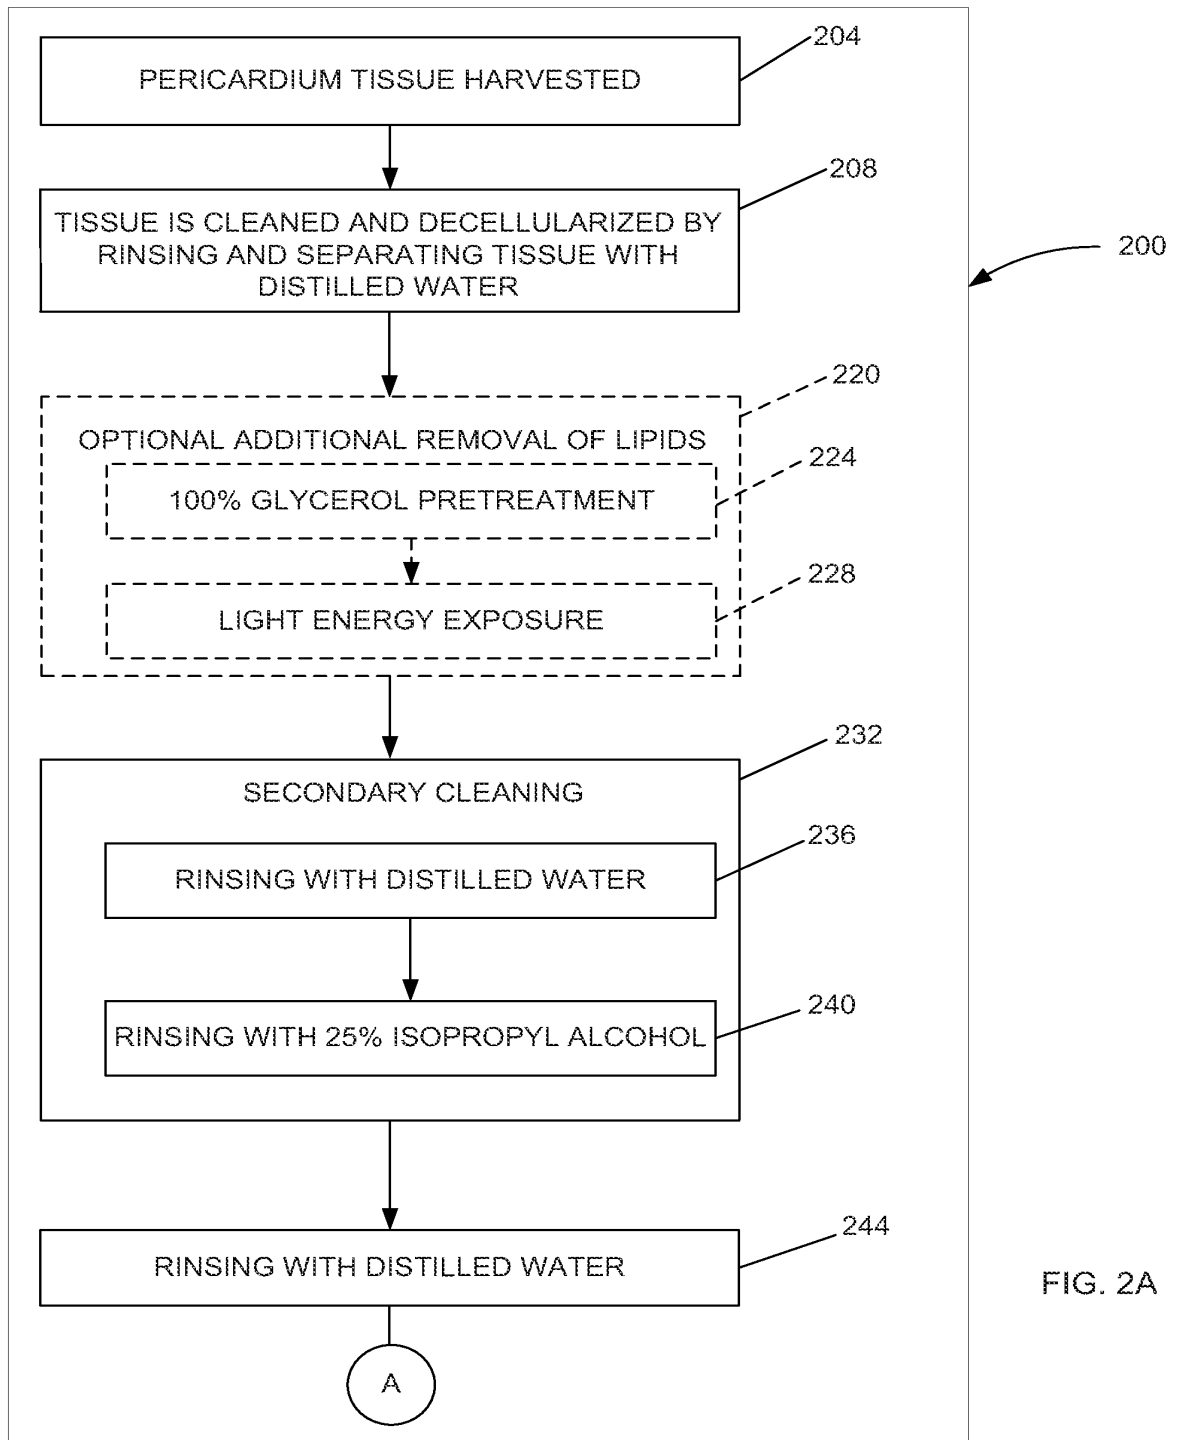 204
PERICARDIUM TISSUE HARVESTED
208
TISSUE IS CLEANED AND DECELLULARIZED BY
RINSING AND SEPARATING TISSUE WITH
DISTILLED WATER
200
220
OPTIONAL ADDITIONAL REMOVAL OF LIPIDS
224
100% GLYCEROL PRETREATMENT
228
LIGHT ENERGY EXPOSURE
232
SECONDARY CLEANING
236
RINSING WITH DISTILLED WATER
240
RINSING WITH 25% ISOPROPYL ALCOHOL
244
RINSING WITH DISTILLED WATER
FIG. 2A
A